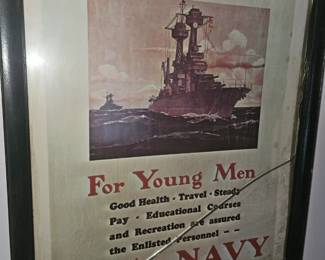 For Young Men
Good Health - Travel - Steady
Pay - Educational Courses
and Recreation are assured
the Enlisted Personnel - -
NAVY